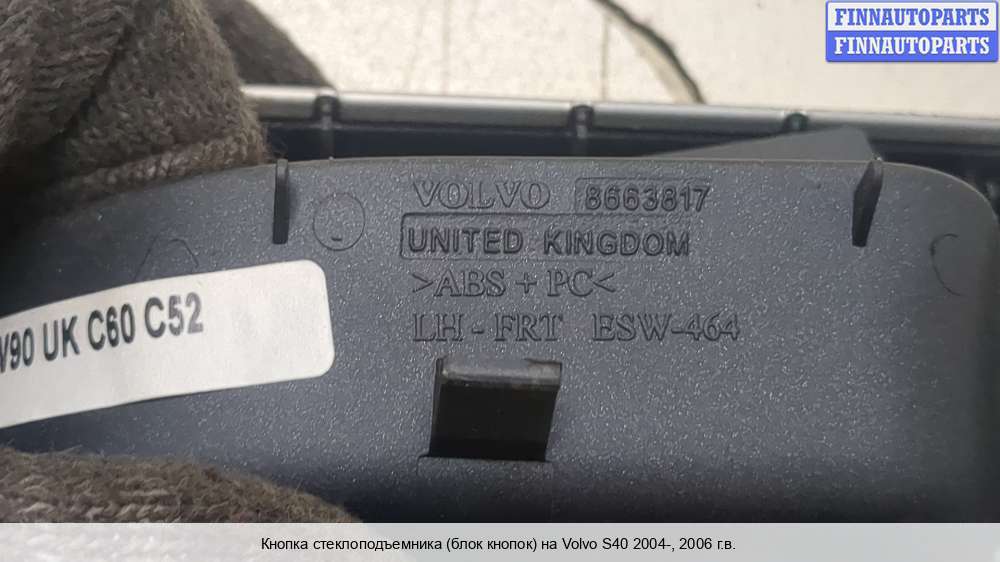 FINNAUTOPARTS
FINNAUTOPARTS
VOLVO 8663817
UNITED KINGDOM
>ABS + PC<
LH - FRT ESW-464
V90 UK C60 C52
Кнопка стеклоподъемника (блок кнопок) на Volvo S40 2004-, 2006 г.в.